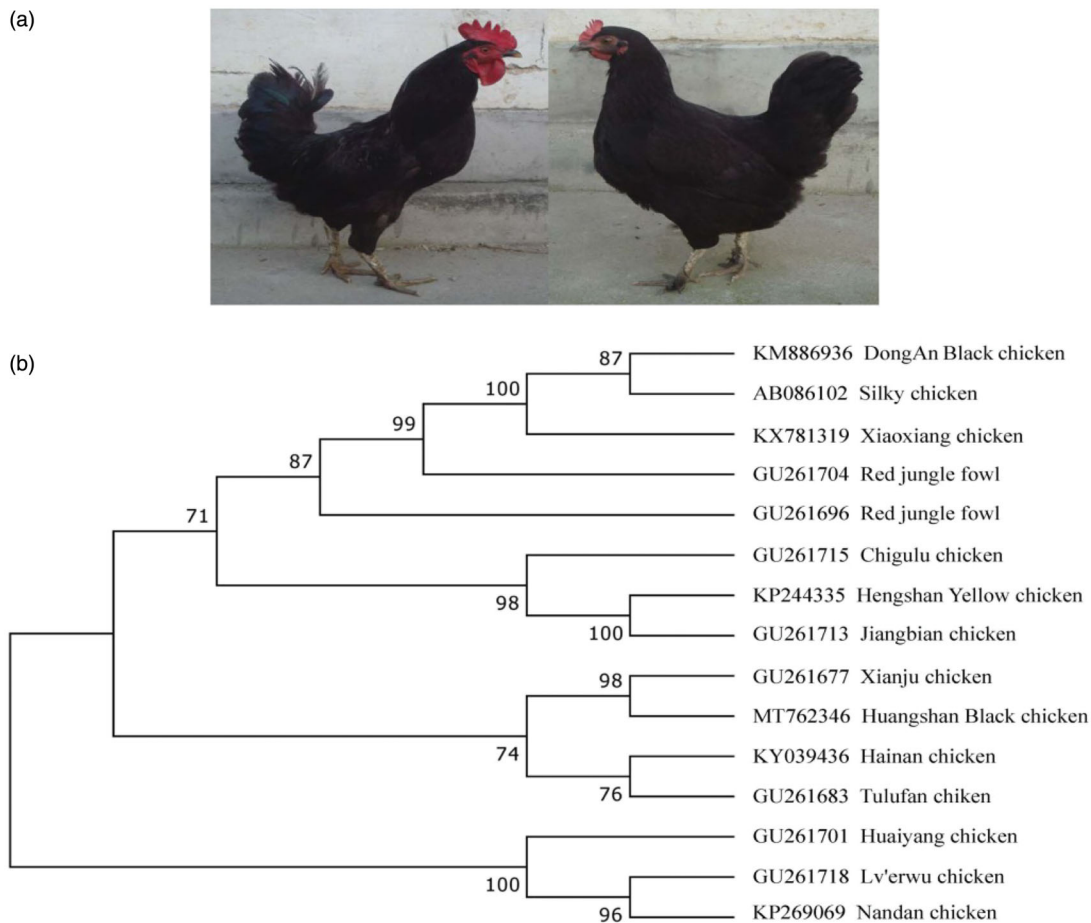 (a)
(b)
87
KM886936 DongAn Black chicken
100
AB086102 Silky chicken
99
KX781319 Xiaoxiang chicken
87
GU261704 Red jungle fowl
71
GU261696 Red jungle fowl
GU261715 Chigulu chicken
98
KP244335 Hengshan Yellow chicken
100
GU261713 Jiangbian chicken
98
GU261677 Xianju chicken
MT762346 Huangshan Black chicken
74
KY039436 Hainan chicken
76
GU261683 Tulufan chiken
GU261701 Huaiyang chicken
100
GU261718 Lv'erwu chicken
96
KP269069 Nandan chicken